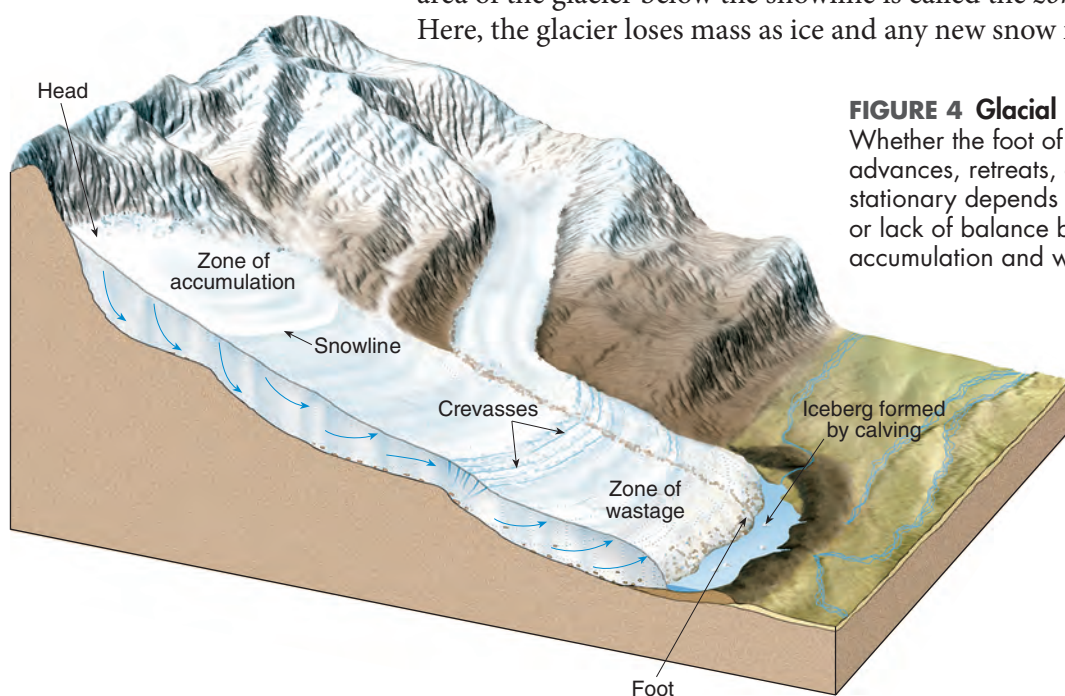 area of the glacier below the snowline is called the
Here, the glacier loses mass as ice and any new snow
Head
FIGURE 4 Glacial
Whether the foot of
advances, retreats,
stationary depends
or lack of balance b
accumulation and w
Zone of
accumulation
Snowline
Crevasses
Iceberg formed
by calving
Zone of
wastage
Foot